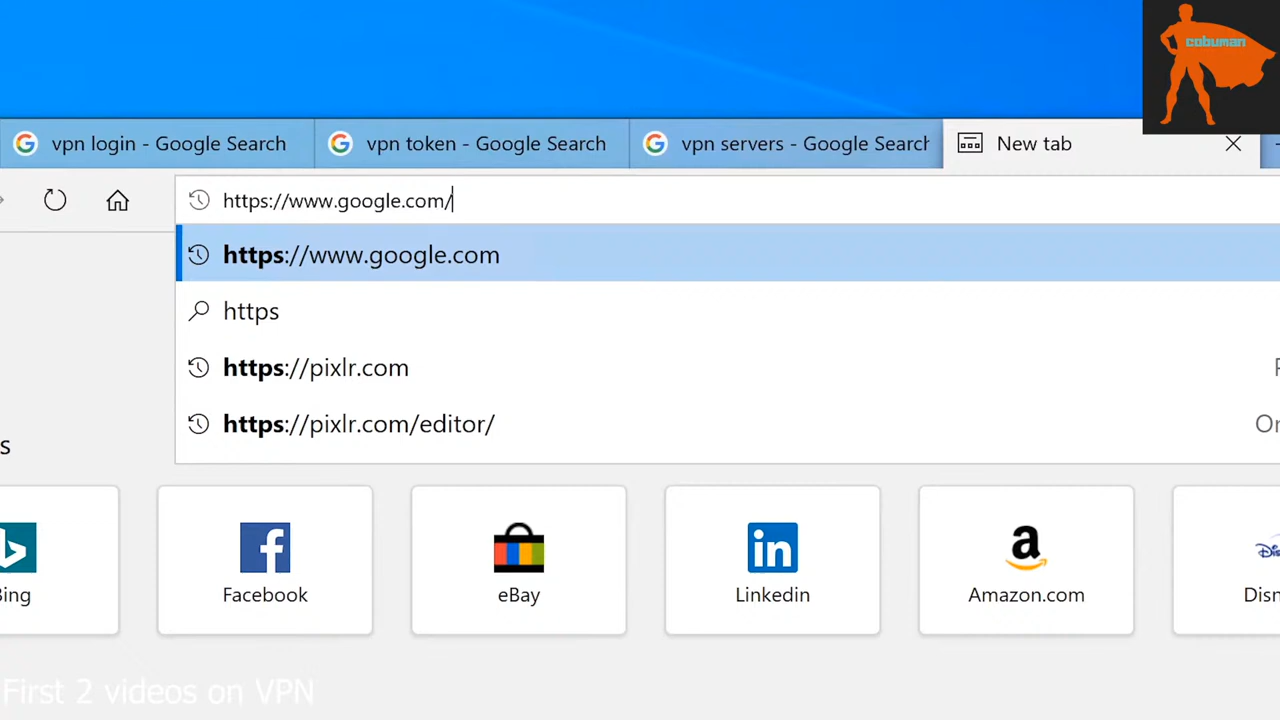 cobuman
vpn login - Google Search
vpn token - Google Search
vpn servers - Google Search
New tab
https://www.google.com/
https://www.google.com
https
https://pixlr.com
https://pixlr.com/editor/
s
Bing
Facebook
eBay
Linkedin
Amazon.com
First 2 videos on VPN